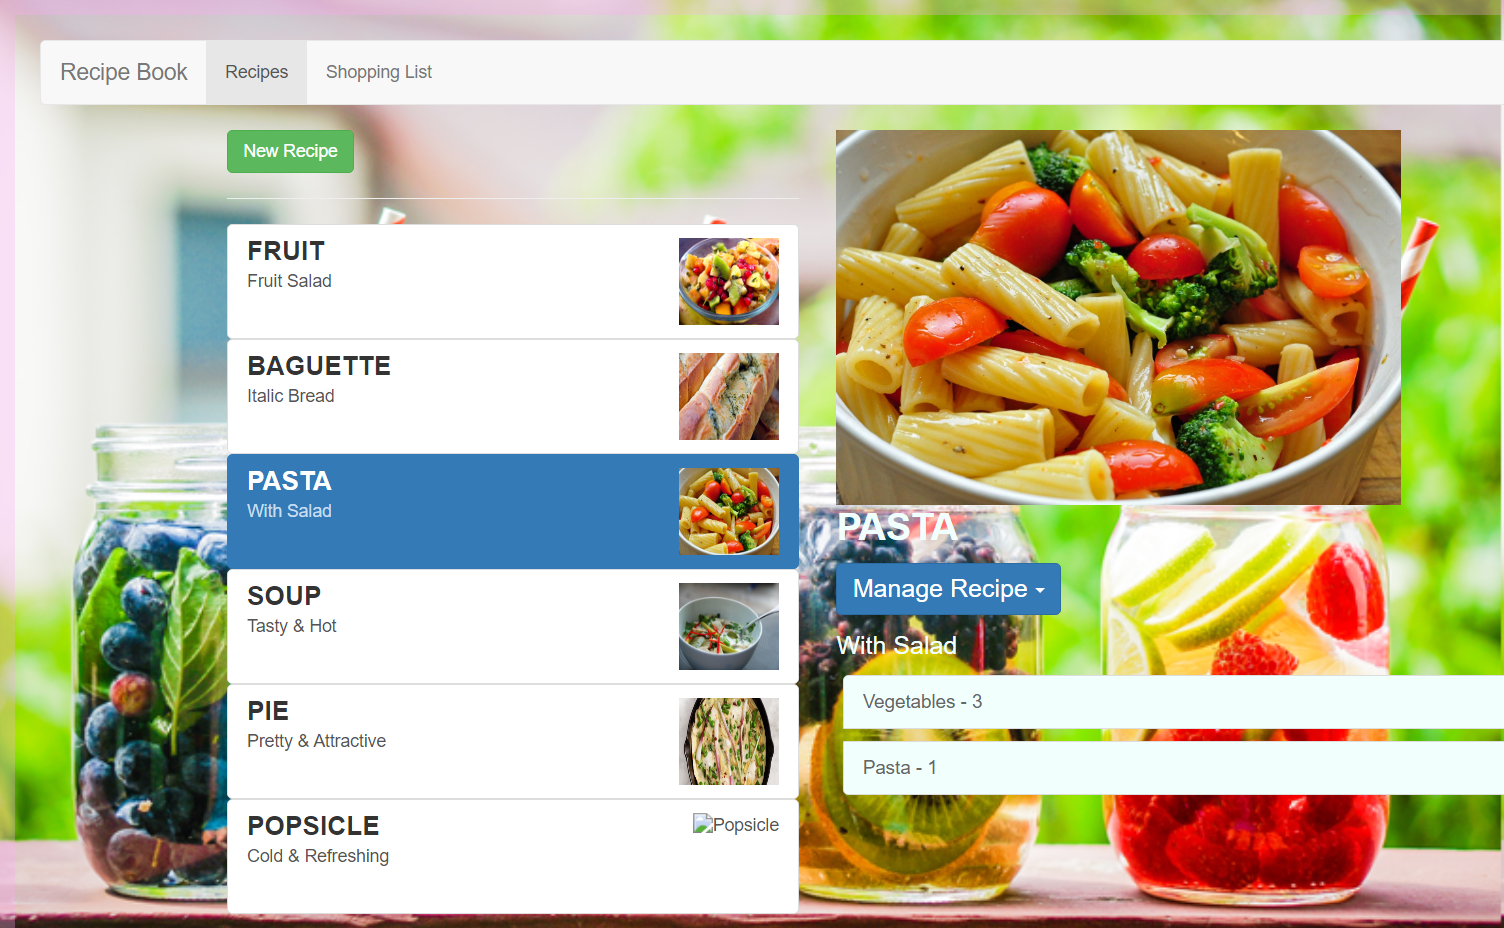 Recipe Book
Recipes
Shopping List
New Recipe
FRUIT
Fruit Salad
BAGUETTE
Italic Bread
PASTA
With Salad
SOUP
Tasty & Hot
PIE
Pretty & Attractive
POPSICLE
Cold & Refreshing
Popsicle
PASTA
Manage Recipe
With Salad
Vegetables - 3
Pasta - 1